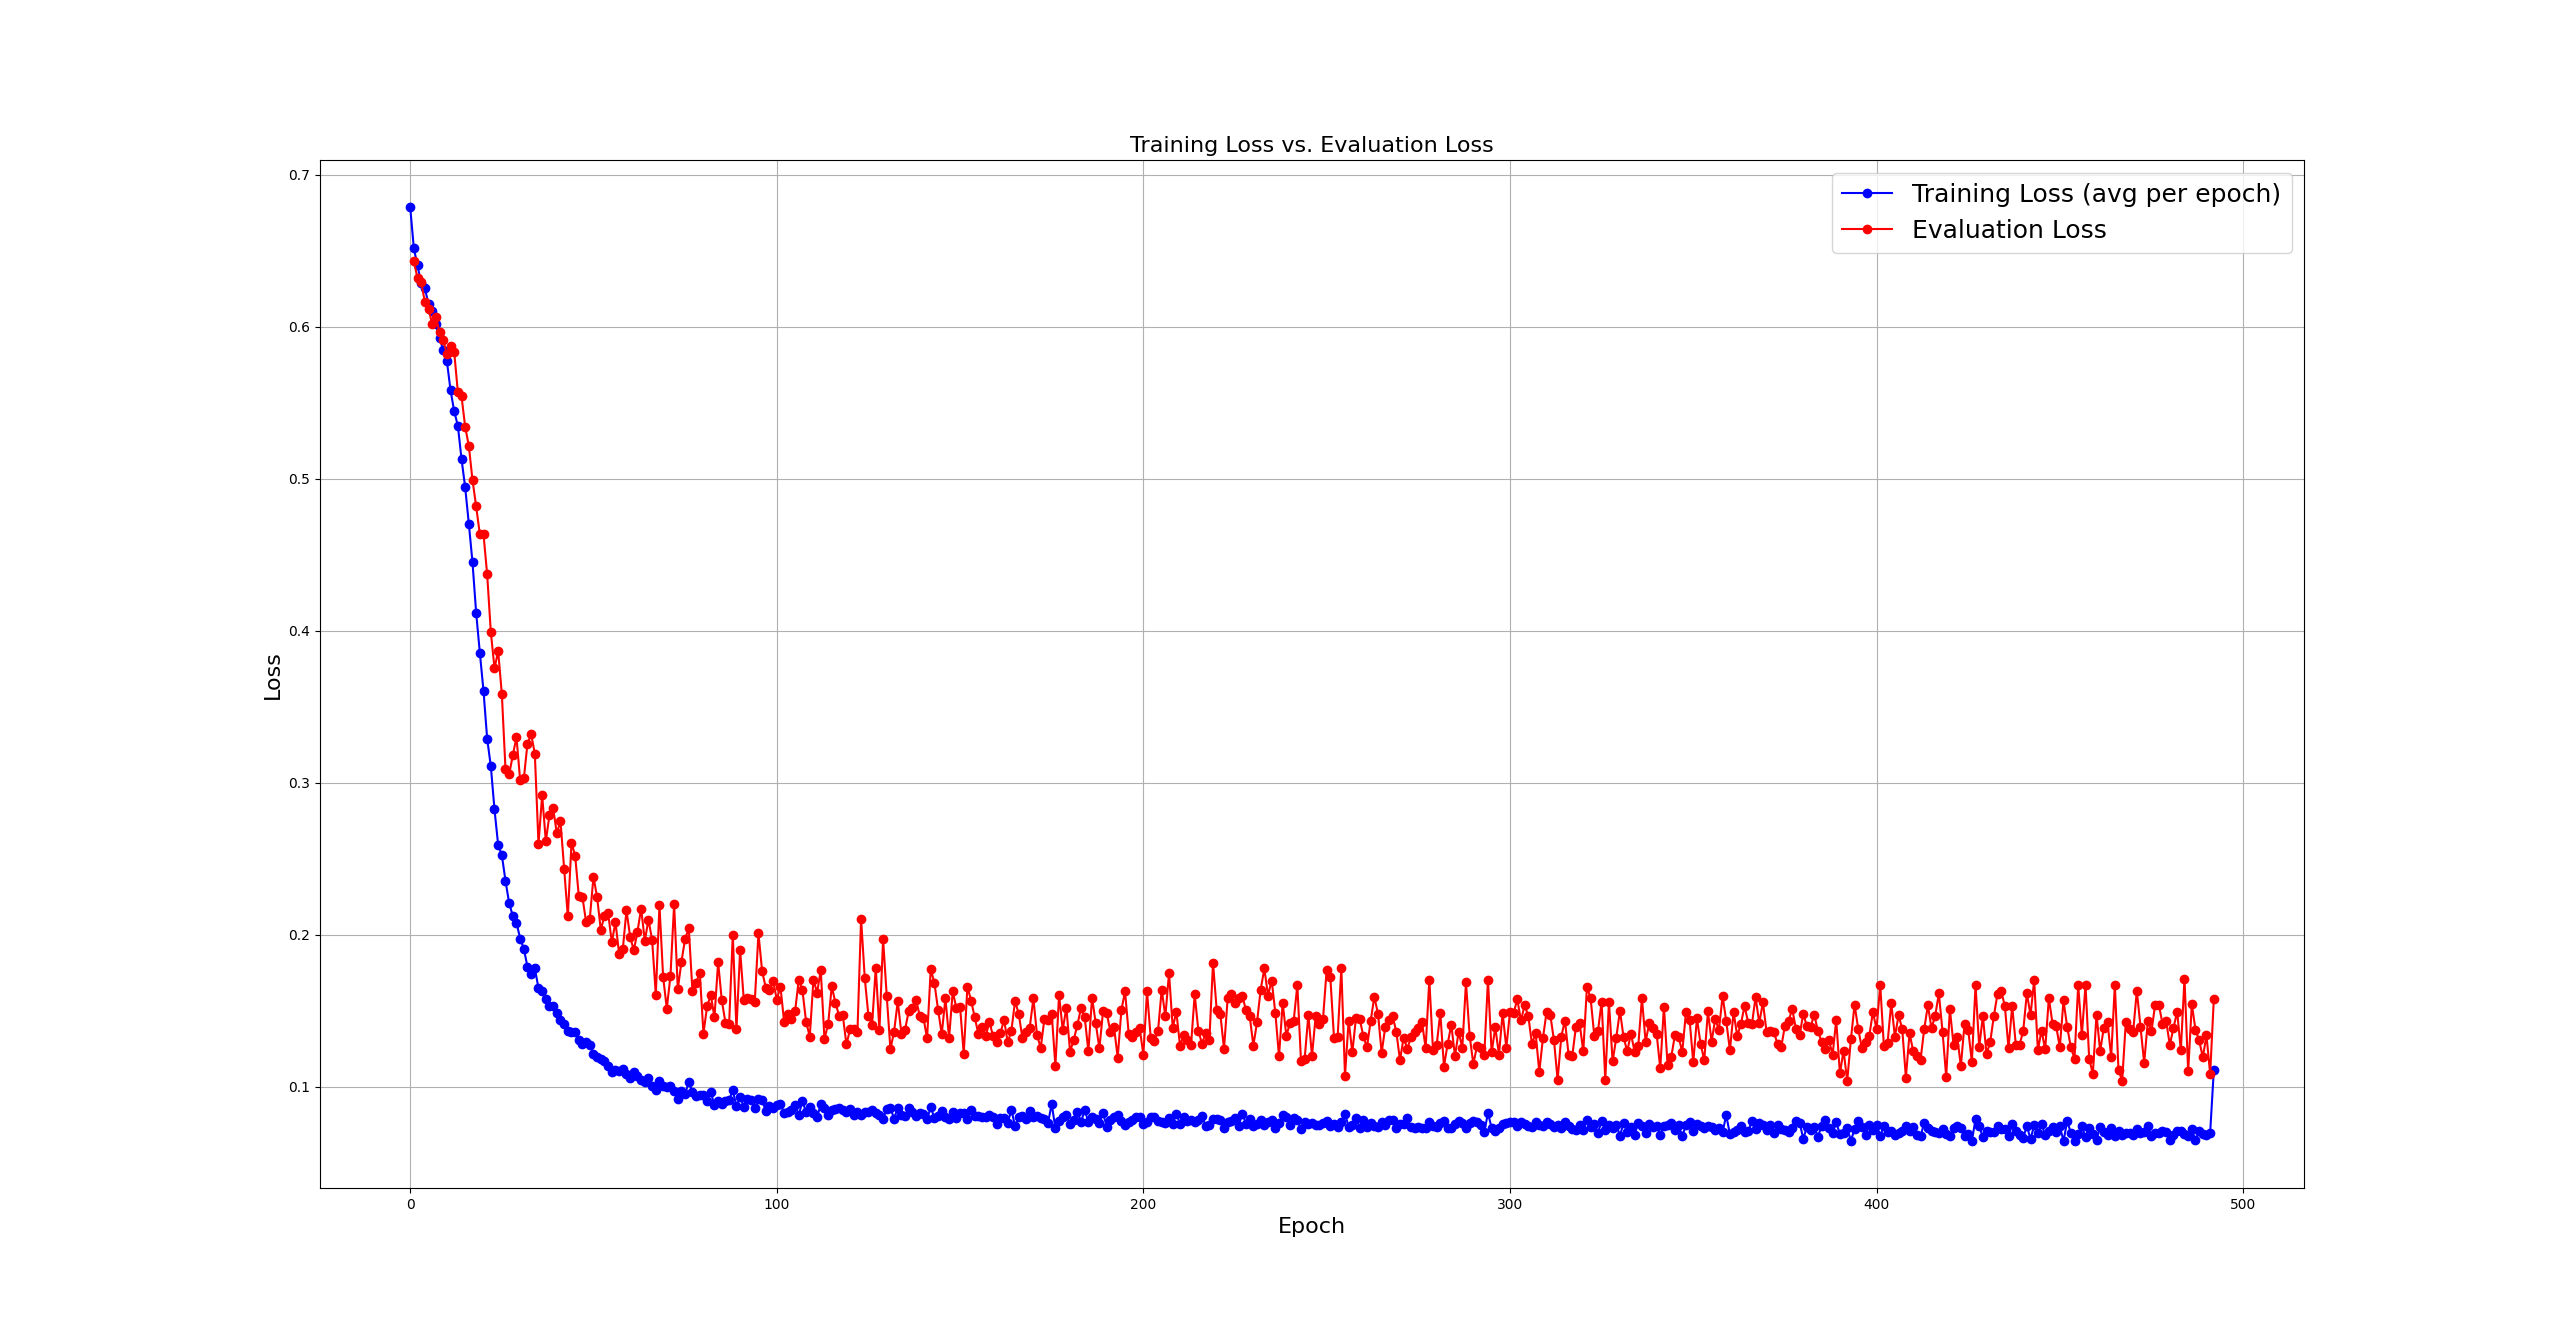 Training Loss vs. Evaluation Loss
Training Loss (avg per epoch)
Evaluation Loss
0.7
0.6
0.5
0.4
0.3
0.2
0.1
Loss
0 100 200 300 400 500
Epoch